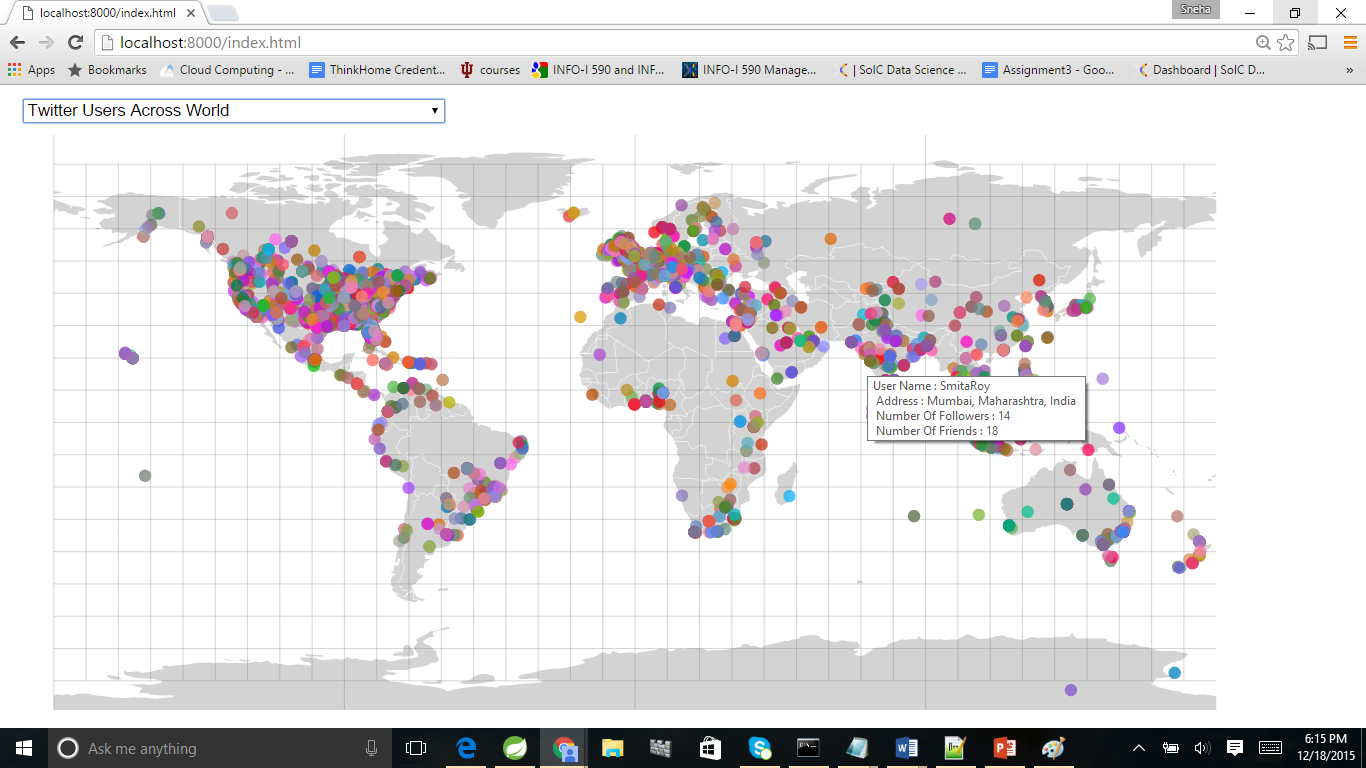 localhost:8000/index.html
Sneha
localhost:8000/index.html
Apps
Bookmarks
Cloud Computing - ...
ThinkHome Credent...
courses
INFO-I 590 and INF...
INFO-I 590 Manage...
| SoIC Data Science ...
Assignment3 - Goo...
Dashboard | SoIC D...
»
Twitter Users Across World
User Name : SmitaRoy
Address : Mumbai, Maharashtra, India
Number Of Followers : 14
Number Of Friends : 18
Ask me anything
6:15 PM
12/18/2015